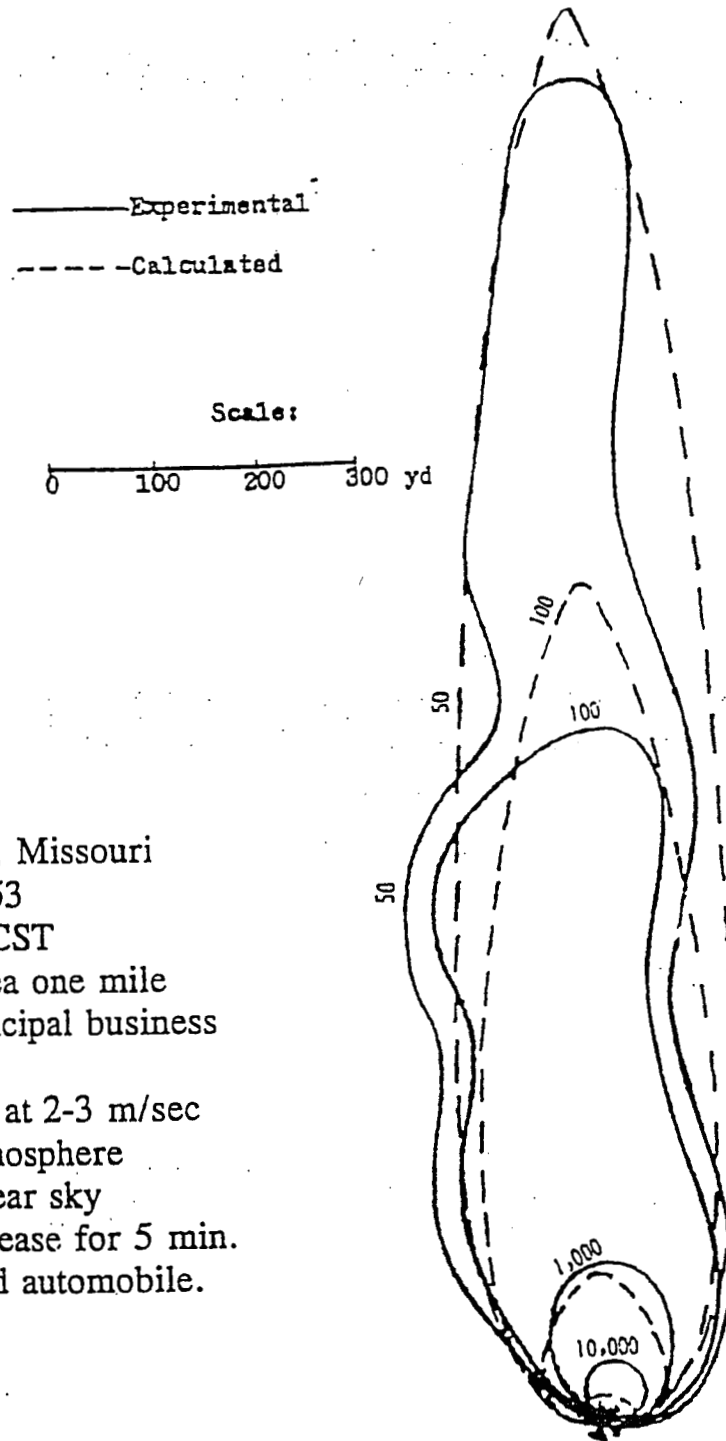 Experimental
Calculated
Scale:
0 100 200 300 yd
100
50
100
Missouri
53
50
CST
ea one mile
cipal business
at 2-3 m/sec
nosphere
ear sky
ease for 5 min.
d automobile.
1,000
10,000